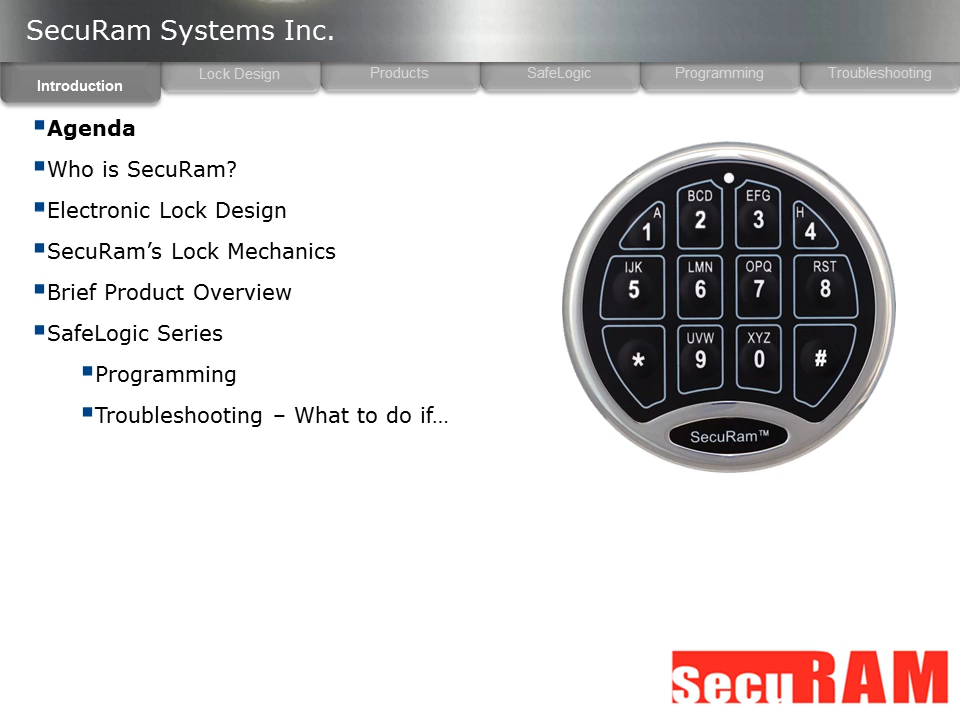 SecuRam Systems Inc.
Introduction
Lock Design
Products
SafeLogic
Programming
Troubleshooting
Agenda
Who is SecuRam?
Electronic Lock Design
SecuRam’s Lock Mechanics
Brief Product Overview
SafeLogic Series
Programming
Troubleshooting – What to do if…
A
1
BCD
2
EFG
3
H
4
IJK
5
LMN
6
OPQ
7
RST
8
*
UVW
9
XYZ
0
#
SecuRam™
SecuRAM